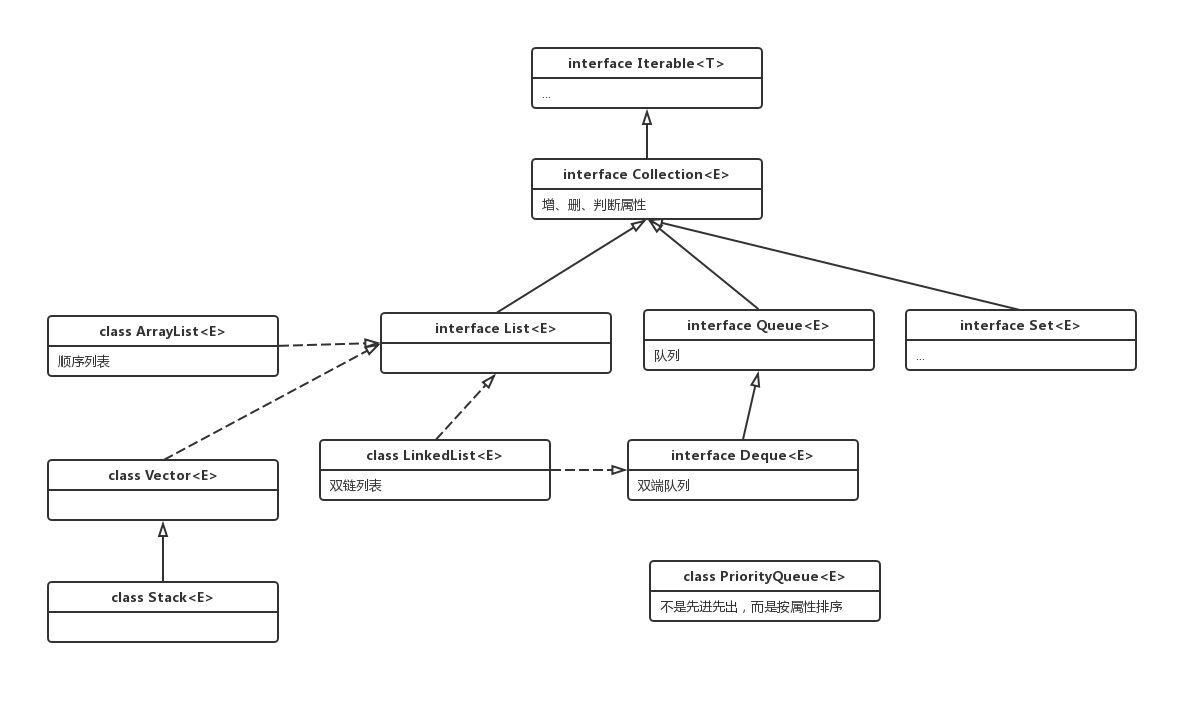 interface Iterable<T>
...
interface Collection<E>
增、删、判断属性
class ArrayList<E>
顺序列表
interface List<E>
interface Queue<E>
队列
interface Set<E>
...
class Vector<E>
class LinkedList<E>
双链列表
interface Deque<E>
双端队列
class Stack<E>
class PriorityQueue<E>
不是先进先出，而是按属性排序